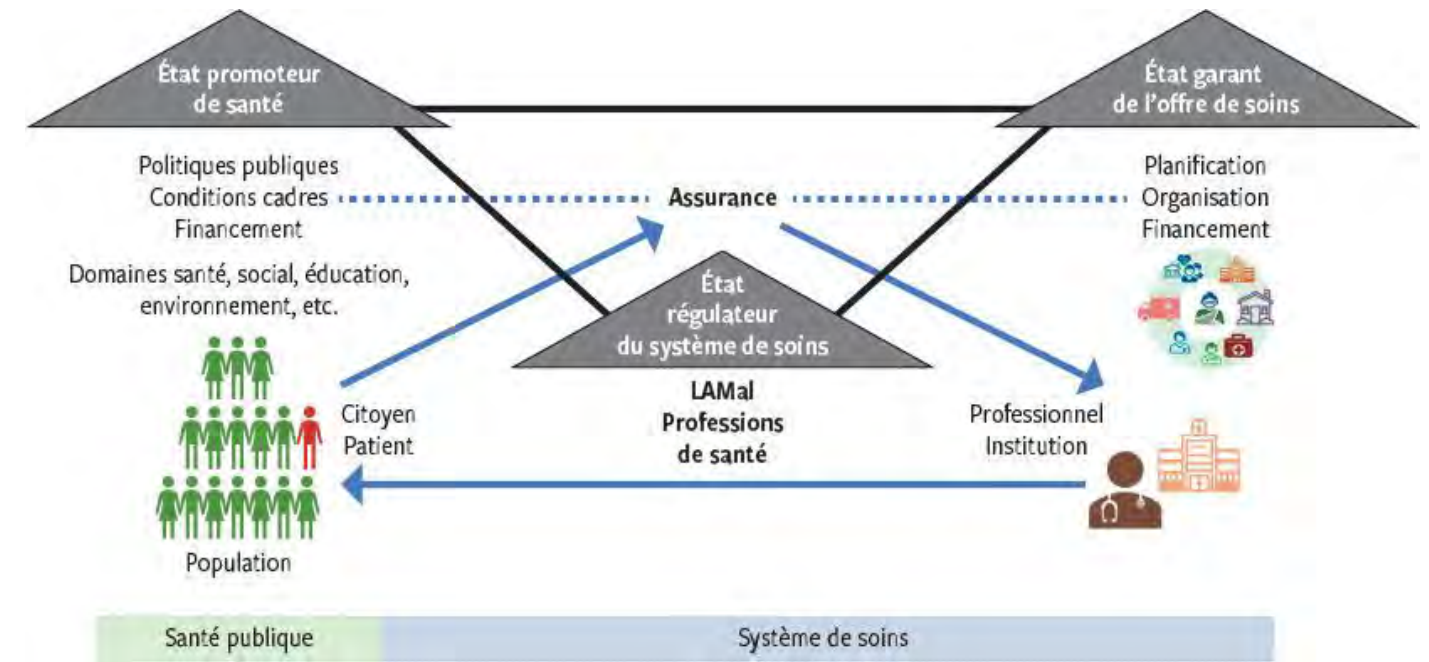 État promoteur
de santé
État garant
de l'offre de soins
Politiques publiques
Conditions cadres
Financement
Assurance
Planification
Organisation
Financement
Domaines santé, social, éducation,
environnement, etc.
État
régulateur
du système de soins
LAMal
Professions
de santé
Citoyen
Patient
Professionnel
Institution
Population
Santé publique
Système de soins